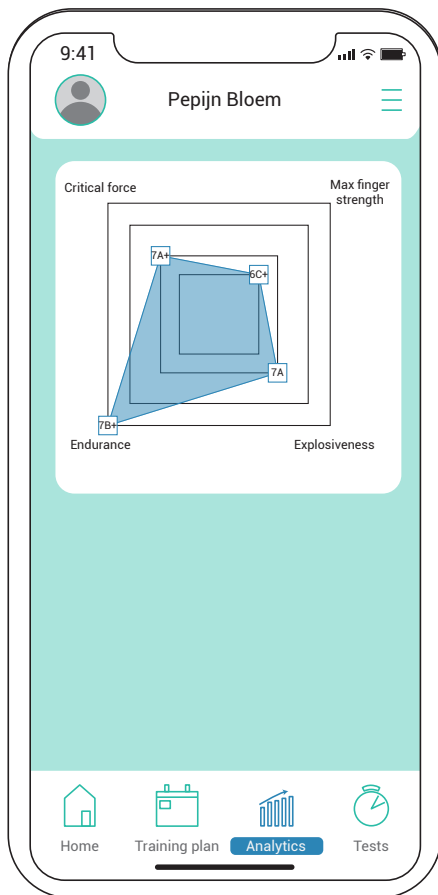 9:41
Pepijn Bloem
Critical force
Max finger
strength
7A+
6C+
7A
7B+
Endurance
Explosiveness
Home
Training plan
Analytics
Tests